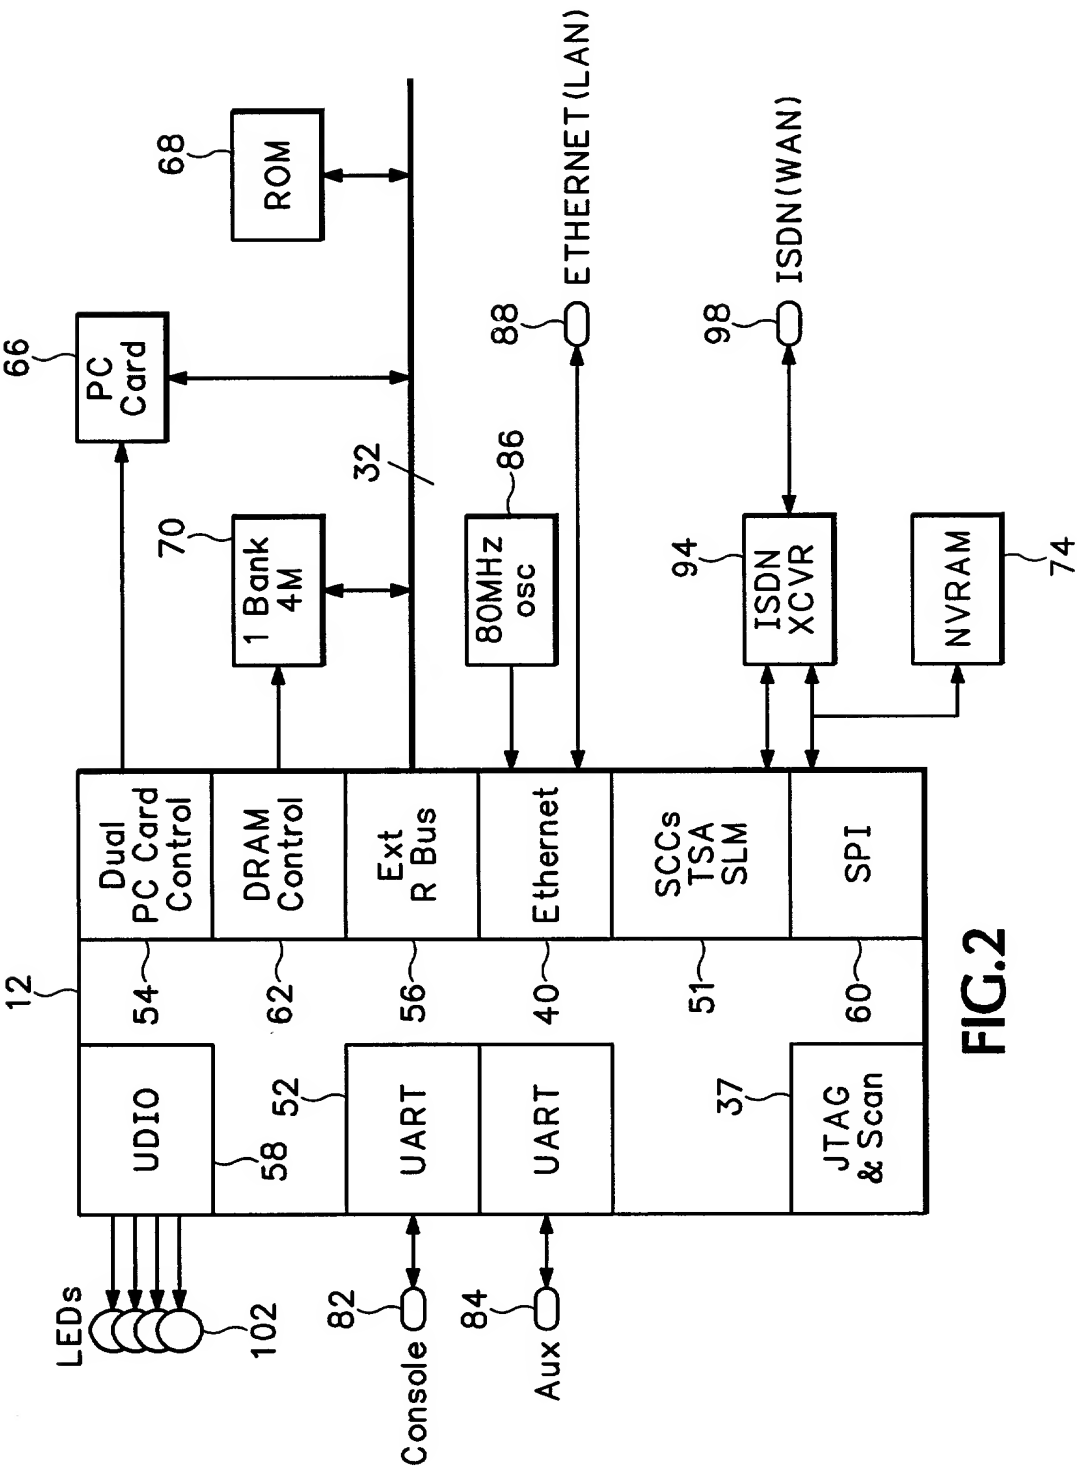 LEDs
102
Console
82
Aux
84
12
UDIO
58
52
UART
UART
37
JTAG
& Scan
54
62
56
40
51
60
Dual
PC Card
Control
DRAM
Control
Ext
R Bus
Ethernet
SCCs
TSA
SLM
SPI
66
PC
Card
70
1 Bank
4M
68
ROM
32
80MHz
osc
86
88
ETHERNET (LAN)
94
ISDN
XCVR
98
ISDN(WAN)
NVRAM
74
FIG.2